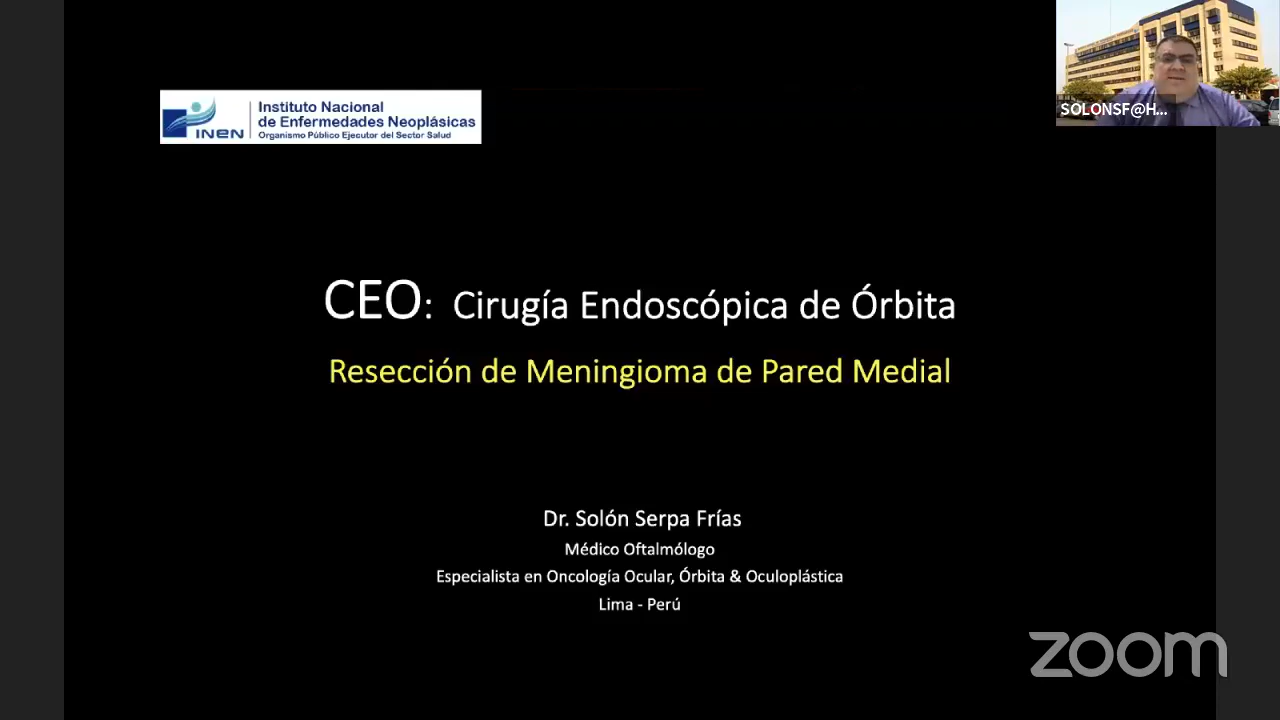 SOLONSF@H...
INEN
Instituto Nacional
de Enfermedades Neoplásicas
Organismo Público Ejecutor del Sector Salud
CEO: Cirugía Endoscópica de Órbita
Resección de Meningioma de Pared Medial
Dr. Solón Serpa Frías
Médico Oftalmólogo
Especialista en Oncología Ocular, Órbita & Oculoplástica
Lima - Perú
zoom